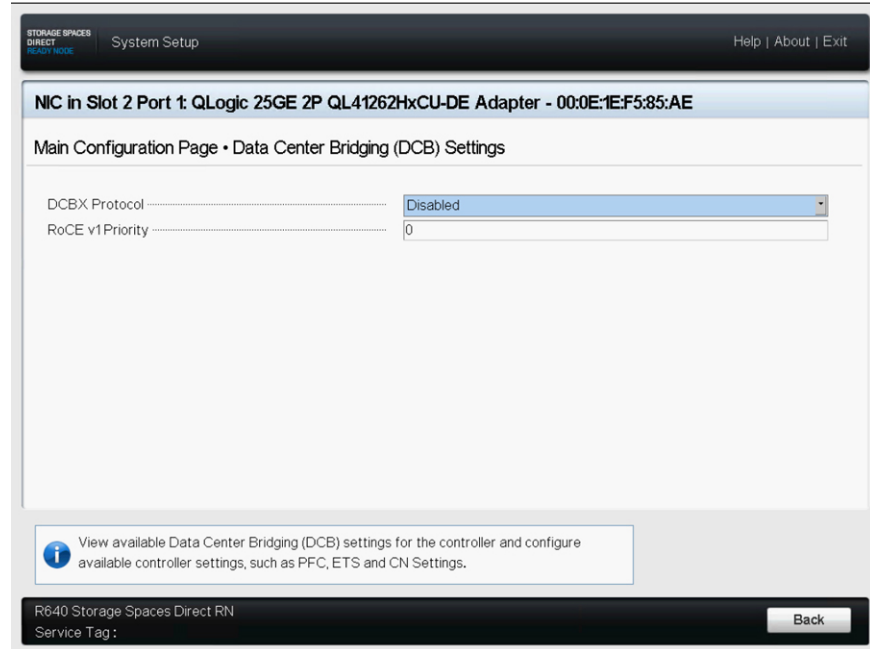 STORAGE SPACES
DIRECT
READY NODE
System Setup
Help | About | Exit
NIC in Slot 2 Port 1: QLogic 25GE 2P QL41262HxCU-DE Adapter - 00:0E:1E:F5:85:AE
Main Configuration Page • Data Center Bridging (DCB) Settings
DCBX Protocol Disabled
RoCE v1 Priority 0
View available Data Center Bridging (DCB) settings for the controller and configure
available controller settings, such as PFC, ETS and CN Settings.
R640 Storage Spaces Direct RN
Service Tag :
Back